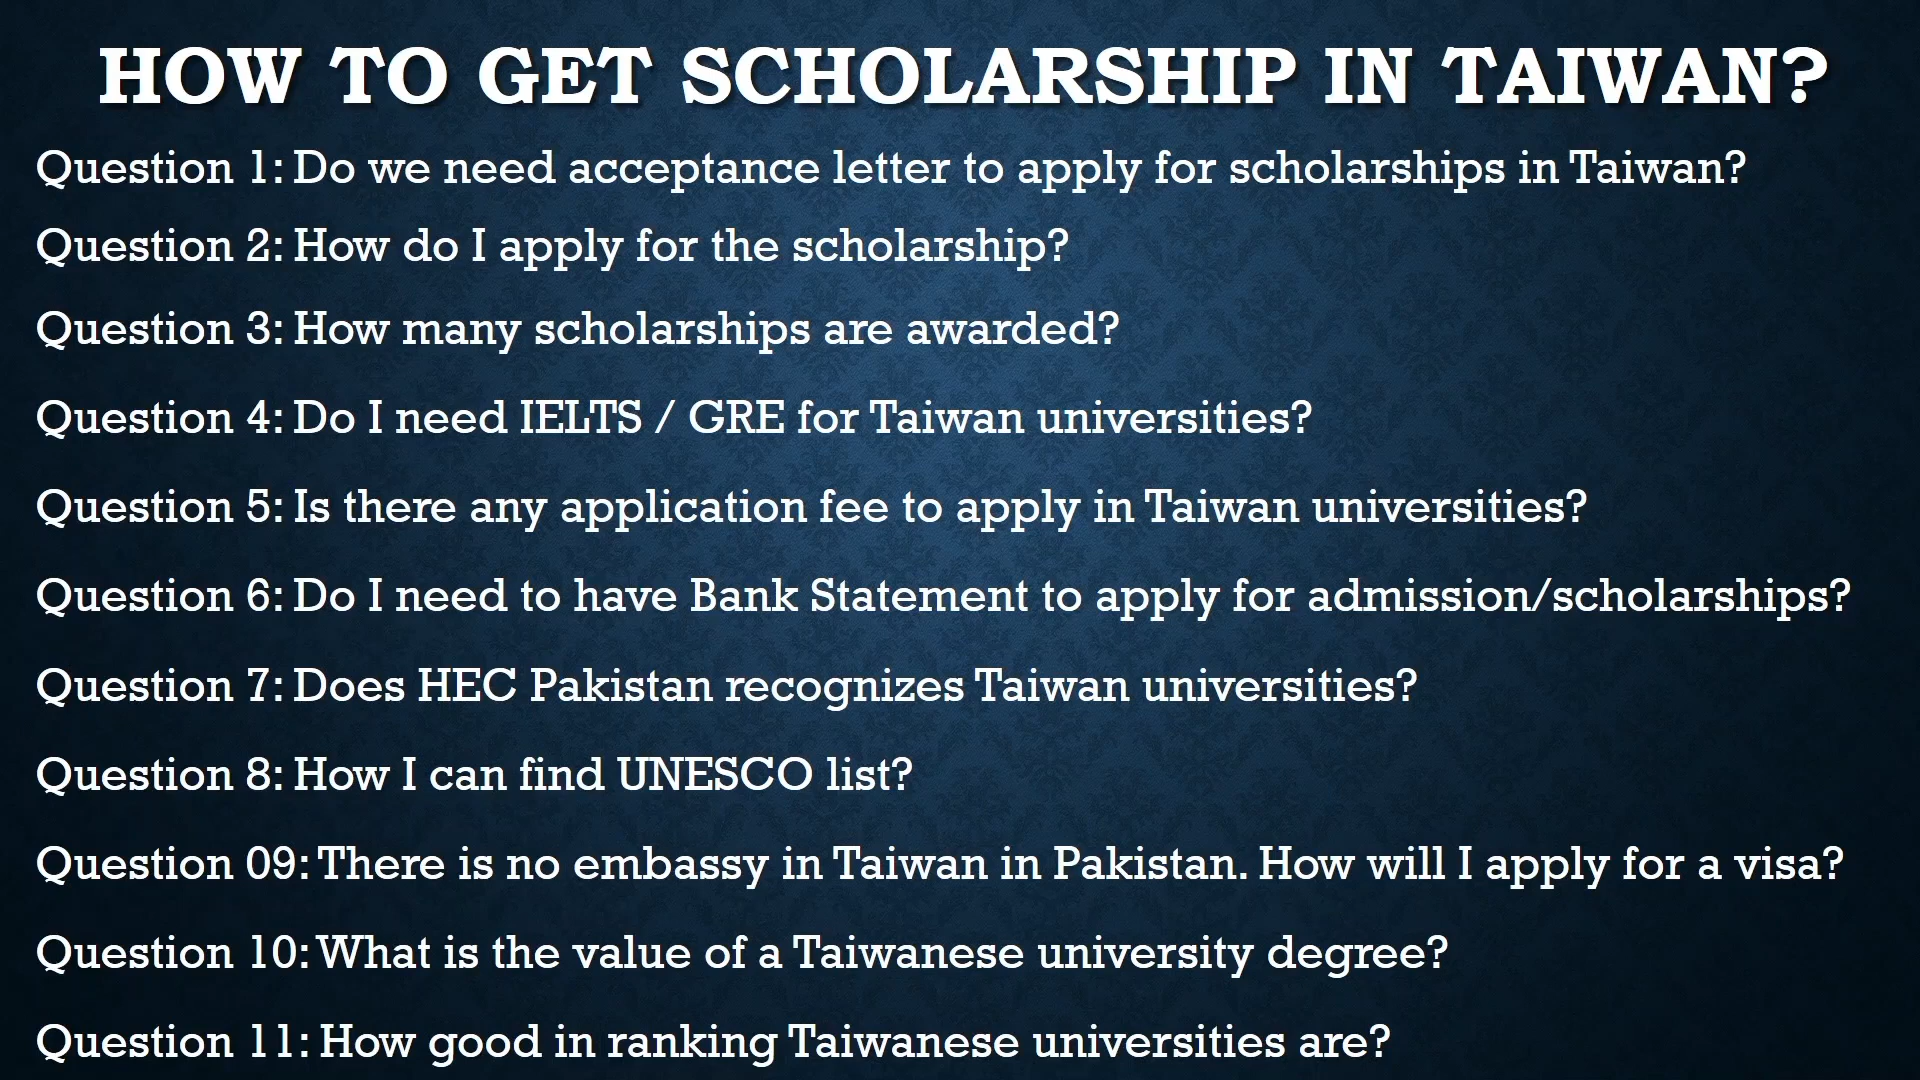 HOW TO GET SCHOLARSHIP IN TAIWAN?
Question 1: Do we need acceptance letter to apply for scholarships in Taiwan?
Question 2: How do I apply for the scholarship?
Question 3: How many scholarships are awarded?
Question 4: Do I need IELTS / GRE for Taiwan universities?
Question 5: Is there any application fee to apply in Taiwan universities?
Question 6: Do I need to have Bank Statement to apply for admission/scholarships?
Question 7: Does HEC Pakistan recognizes Taiwan universities?
Question 8: How I can find UNESCO list?
Question 09: There is no embassy in Taiwan in Pakistan. How will I apply for a visa?
Question 10: What is the value of a Taiwanese university degree?
Question 11: How good in ranking Taiwanese universities are?